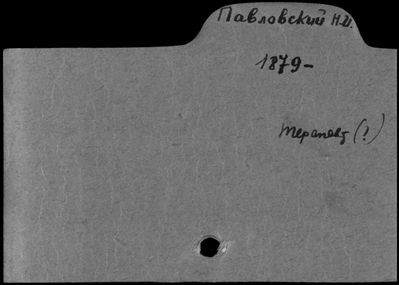 Павловский Н.И.
1879-
терапевт (?)